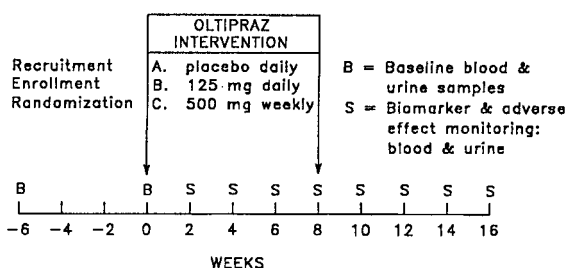 OLTIPRAZ
INTERVENTION
Recruitment
Enrollment
Randomization
A. placebo daily
B. 125 mg daily
C. 500 mg weekly
B = Baseline blood &
urine samples
S = Biamarker & adverse
effect monitoring:
blood & urine
B B S S S S S S S S
-6 -4 -2 0 2 4 6 8 10 12 14 16
WEEKS